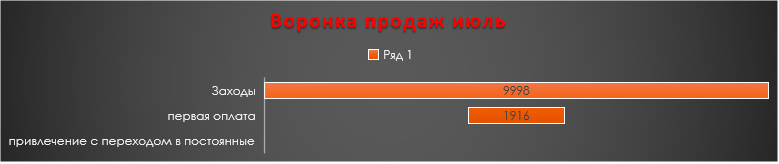 Воронка продаж июль
Ряд 1
Заходы
9998
первая оплата
1916
привлечение с переходом в постоянные